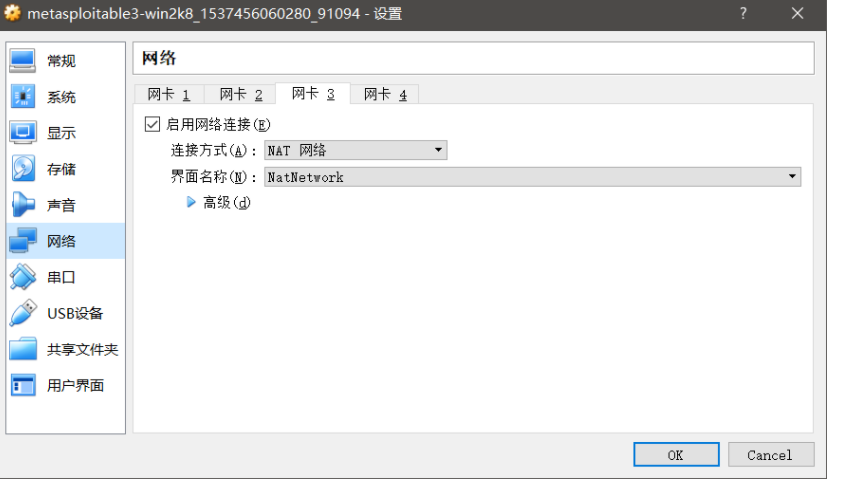 metasploitable3-win2k8_1537456060280_91094 - 设置
常规
系统
显示
存储
声音
网络
串口
USB设备
共享文件夹
用户界面
网络
网卡 1 网卡 2 网卡 3 网卡 4
启用网络连接(E)
连接方式(A): NAT 网络
界面名称(N): NatNetwork
高级(d)
OK Cancel